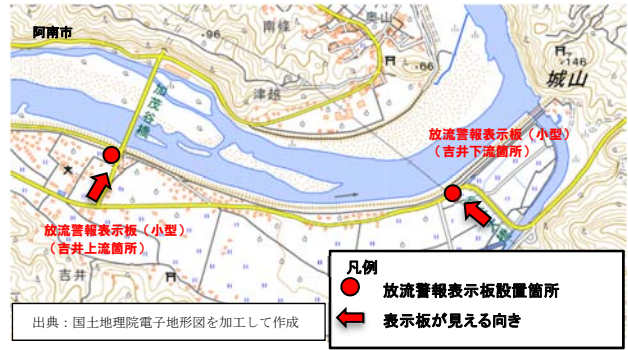 阿南市
・96
南條
奥山
・66
・146
城山
津越
加茂谷橋
放流警報表示板（小型）
（吉井下流箇所）
放流警報表示板（小型）
（吉井上流箇所）
吉井
出典：国土地理院電子地形図を加工して作成
凡例
放流警報表示板設置箇所
表示板が見える向き